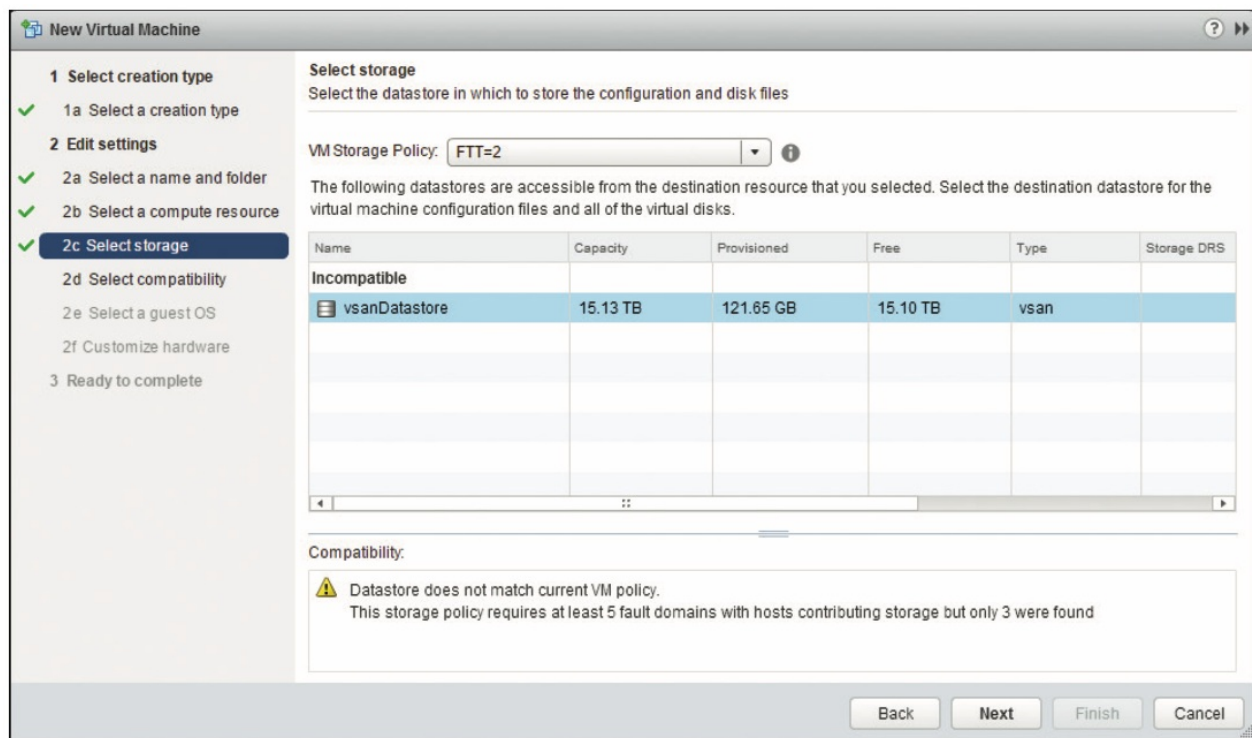 New Virtual Machine
?
1 Select creation type
1a Select a creation type
2 Edit settings
2a Select a name and folder
2b Select a compute resource
2c Select storage
2d Select compatibility
2e Select a guest OS
2f Customize hardware
3 Ready to complete
Select storage
Select the datastore in which to store the configuration and disk files
VM Storage Policy: FTT=2
The following datastores are accessible from the destination resource that you selected. Select the destination datastore for the
virtual machine configuration files and all of the virtual disks.
Name Capacity Provisioned Free Type Storage DRS
Incompatible
vsanDatastore 15.13 TB 121.65 GB 15.10 TB vsan
Compatibility:
Datastore does not match current VM policy.
This storage policy requires at least 5 fault domains with hosts contributing storage but only 3 were found
Back Next Finish Cancel